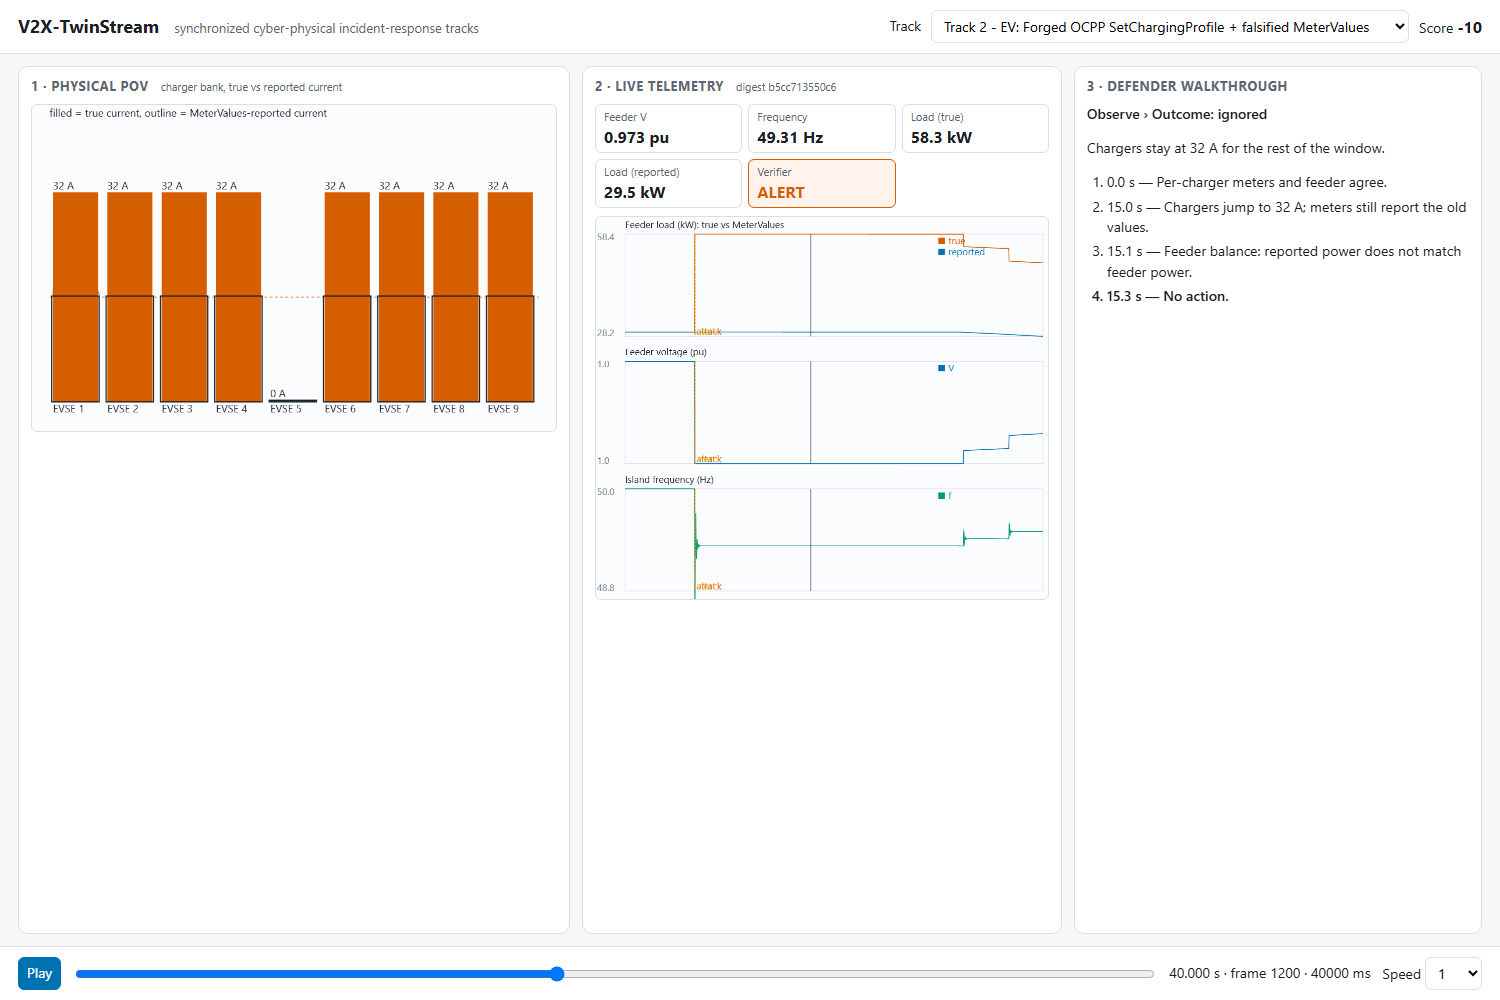 V2X-TwinStream synchronized cyber-physical incident-response tracks
Track Track 2 - EV: Forged OCPP SetChargingProfile + falsified MeterValues Score -10
1 · PHYSICAL POV charger bank, true vs reported current
filled = true current, outline = MeterValues-reported current
32 A 32 A 32 A 32 A 32 A 32 A 32 A 32 A
0 A
EVSE 1 EVSE 2 EVSE 3 EVSE 4 EVSE 5 EVSE 6 EVSE 7 EVSE 8 EVSE 9
2 · LIVE TELEMETRY digest b5cc713550c6
Feeder V
0.973 pu
Frequency
49.31 Hz
Load (true)
58.3 kW
Load (reported)
29.5 kW
Verifier
ALERT
Feeder load (kW): true vs MeterValues
58.4
true
reported
28.2
attack
Feeder voltage (pu)
1.0
V
1.0
attack
Island frequency (Hz)
50.0
f
48.8
attack
3 · DEFENDER WALKTHROUGH
Observe › Outcome: ignored
Chargers stay at 32 A for the rest of the window.
1. 0.0 s — Per-charger meters and feeder agree.
2. 15.0 s — Chargers jump to 32 A; meters still report the old
values.
3. 15.1 s — Feeder balance: reported power does not match
feeder power.
4. 15.3 s — No action.
Play 40.000 s · frame 1200 · 40000 ms Speed 1